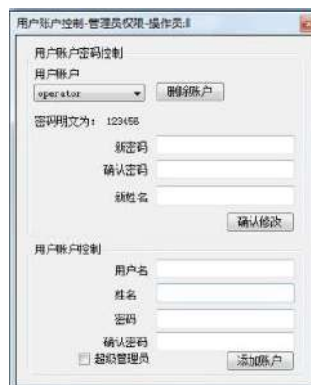 用户账户控制-管理员权限-操作员:
用户账户密码控制
用户账户
operator
删除账户
密码明文为： 123456
新密码
确认密码
新姓名
确认修改
用户账户控制
用户名
姓名
密码
确认密码
超级管理员
添加账户